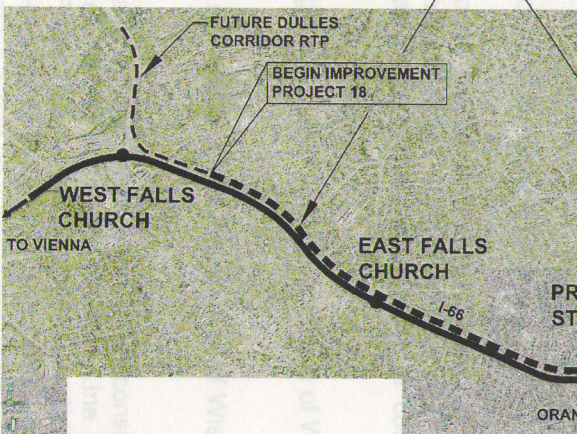 FUTURE DULLES
CORRIDOR RTP
BEGIN IMPROVEMENT
PROJECT 18
WEST FALLS
CHURCH
TO VIENNA
EAST FALLS
CHURCH
I-66
PR
ST
ORAN